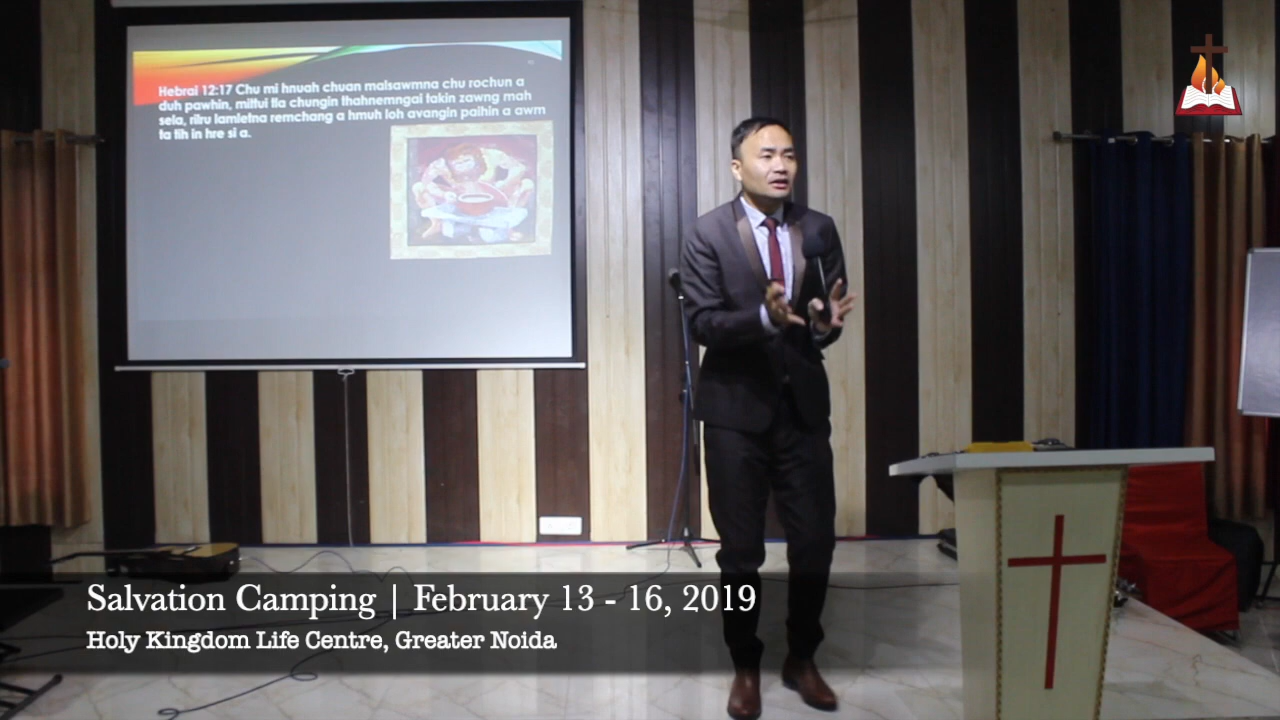 Hebrai 12:17 Chu mi hnuah chuan malsawmna chu rochun a
duh pawhin, mittui tla chungin thahnemngai takin zawng mah
sela, rilru lamletna remchang a hmuh loh avangin paihin a awm
ta tih in hre si a.
Salvation Camping | February 13 - 16, 2019
Holy Kingdom Life Centre, Greater Noida